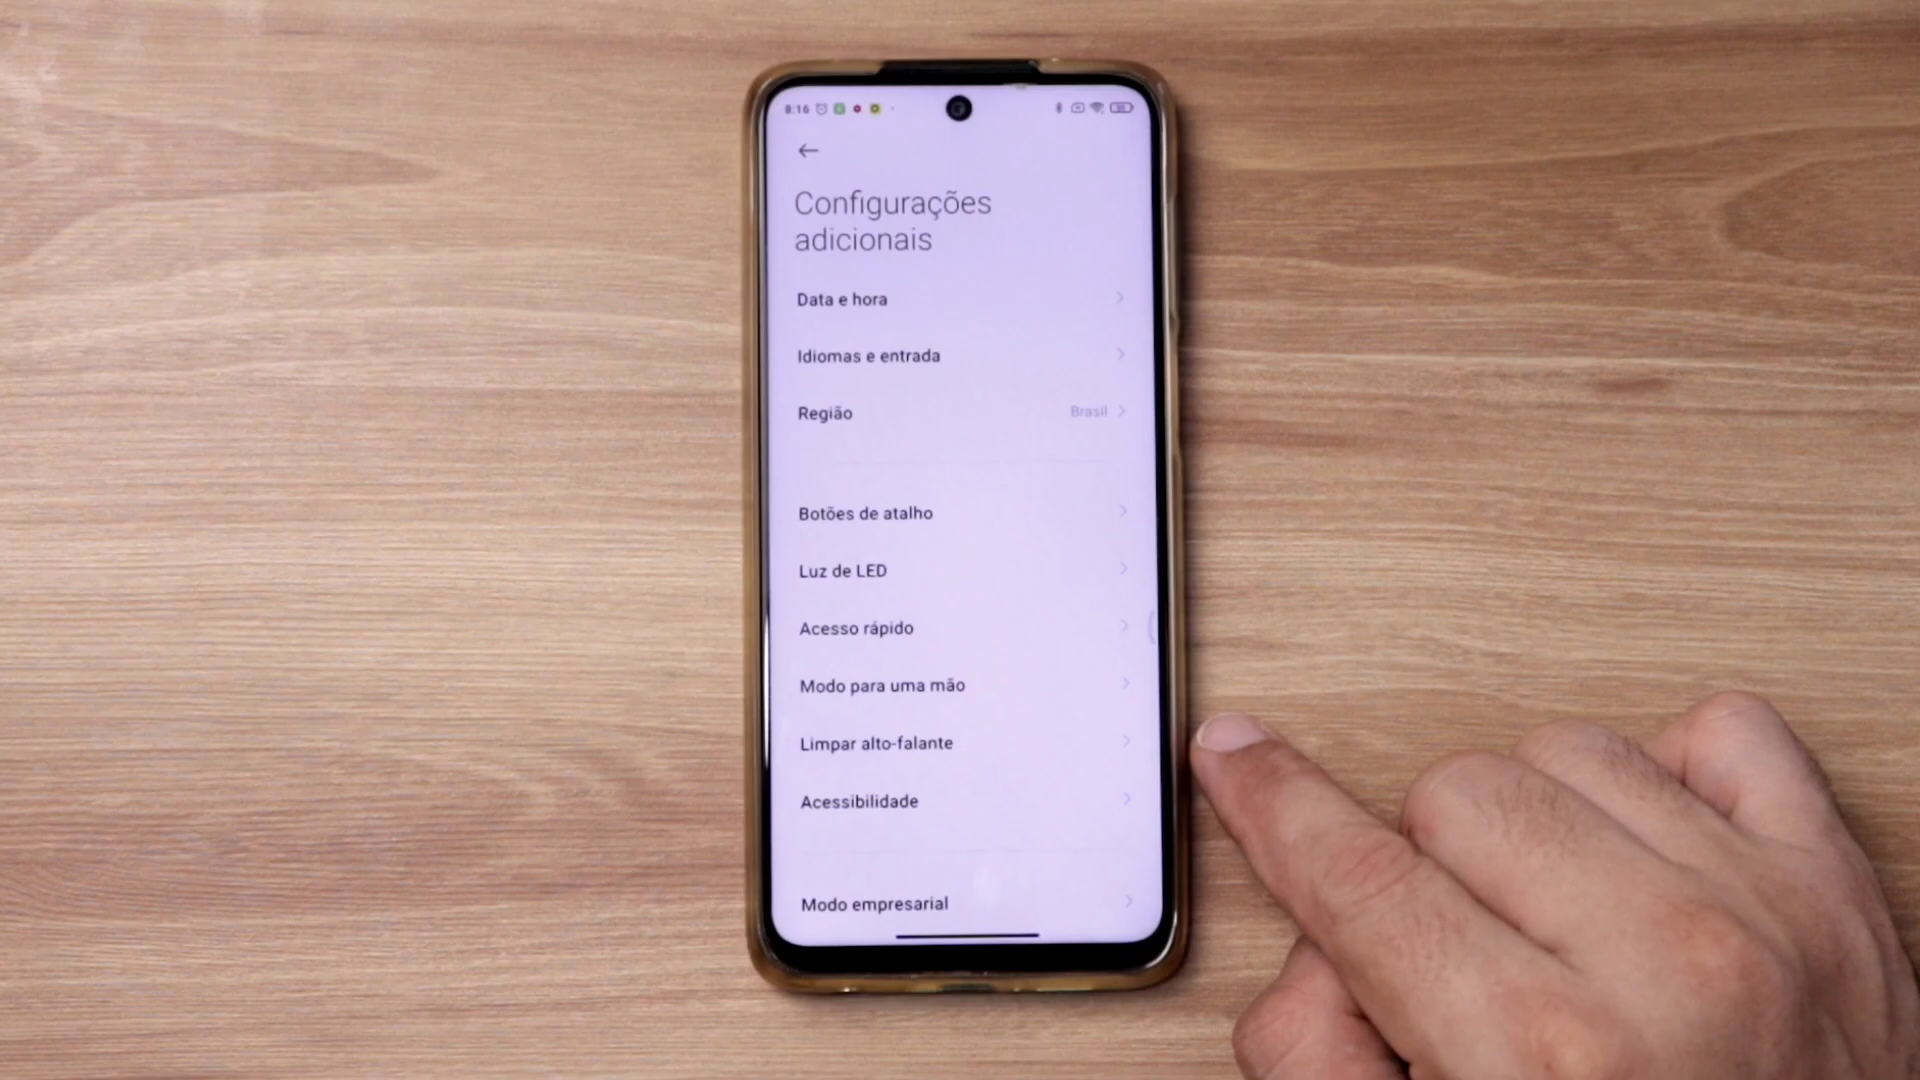 8:16
Configurações
adicionais
Data e hora
Idiomas e entrada
Região Brasil
Botões de atalho
Luz de LED
Acesso rápido
Modo para uma mão
Limpar alto-falante
Acessibilidade
Modo empresarial